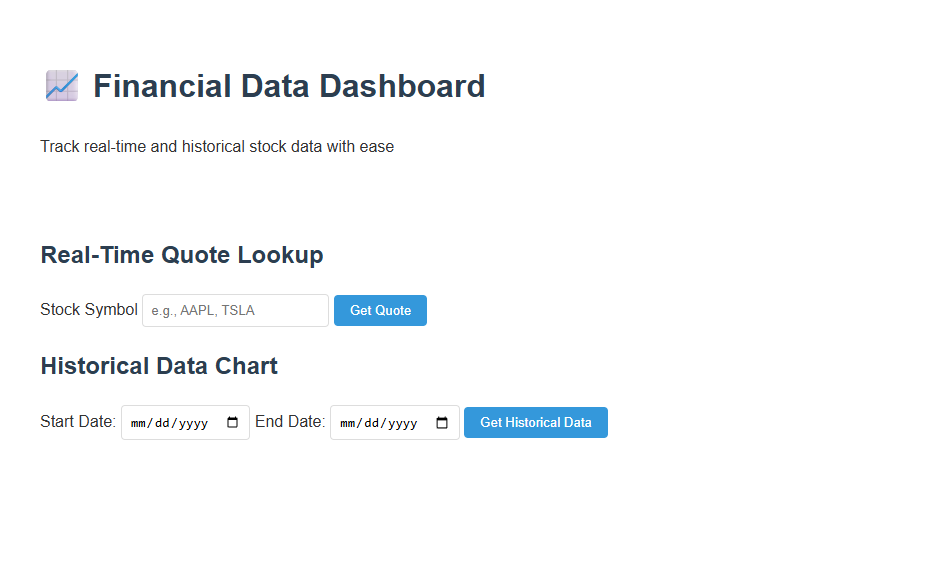 Financial Data Dashboard
Track real-time and historical stock data with ease
Real-Time Quote Lookup
Stock Symbol e.g., AAPL, TSLA Get Quote
Historical Data Chart
Start Date: mm/dd/yyyy End Date: mm/dd/yyyy Get Historical Data